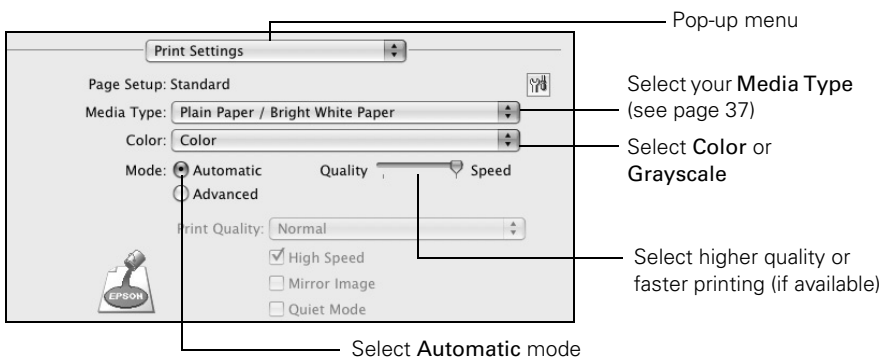 Pop-up menu
Print Settings
Page Setup: Standard
Select your Media Type
(see page 37)
Media Type: Plain Paper / Bright White Paper
Color: Color
Select Color or
Grayscale
Mode: Automatic Quality Speed
Advanced
Print Quality: Normal
High Speed
Select higher quality or
faster printing (if available)
Mirror Image
EPSON
Quiet Mode
Select Automatic mode